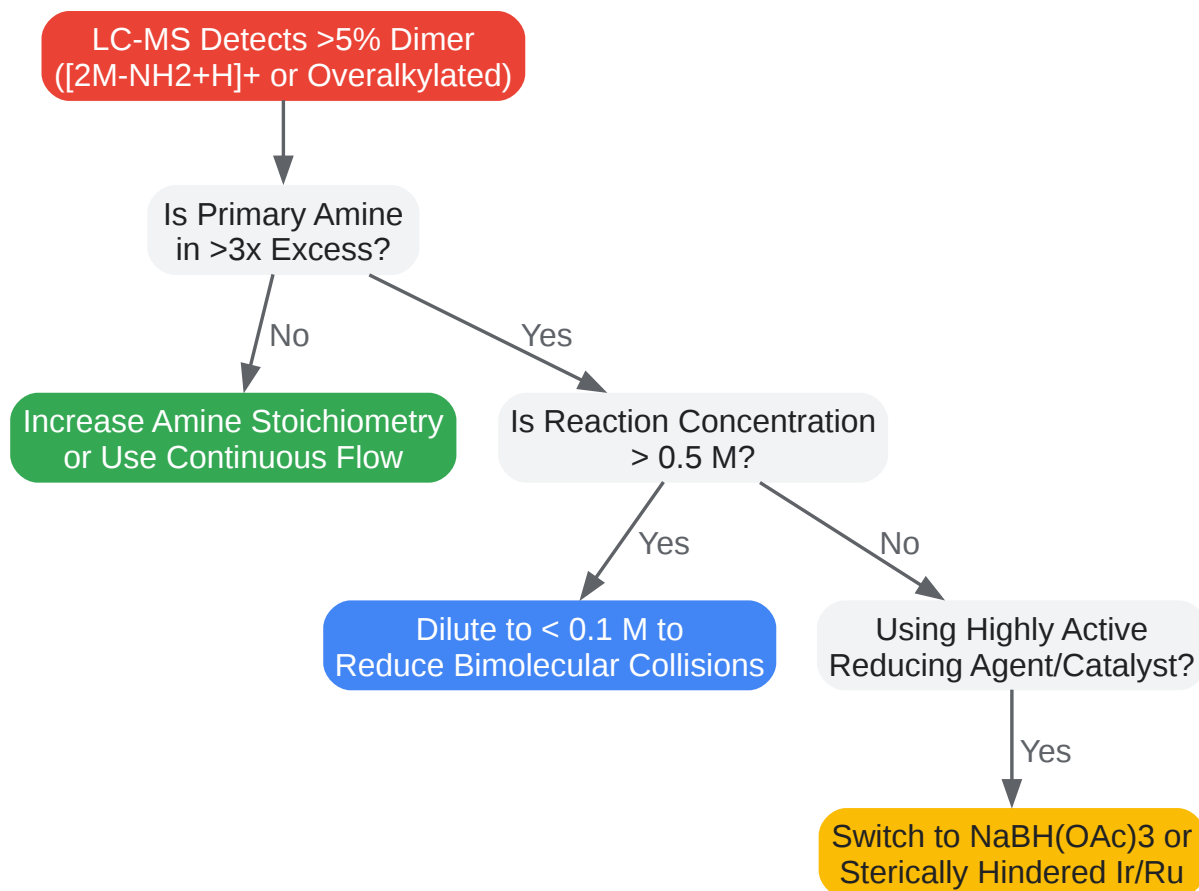 LC-MS Detects >5% Dimer
([2M-NH2+H]+ or Overalkylated)
Is Primary Amine
in >3x Excess?
No
Yes
Increase Amine Stoichiometry
or Use Continuous Flow
Is Reaction Concentration
> 0.5 M?
Yes
No
Dilute to < 0.1 M to
Reduce Bimolecular Collisions
Using Highly Active
Reducing Agent/Catalyst?
Yes
Switch to NaBH(OAc)3 or
Sterically Hindered Ir/Ru